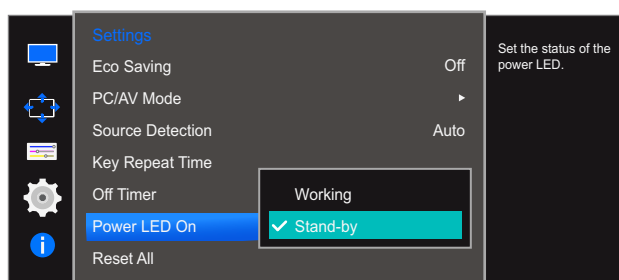 Settings
Eco Saving Off
PC/AV Mode
Source Detection Auto
Key Repeat Time
Off Timer
Power LED On
Reset All
Working
Stand-by
Set the status of the
power LED.